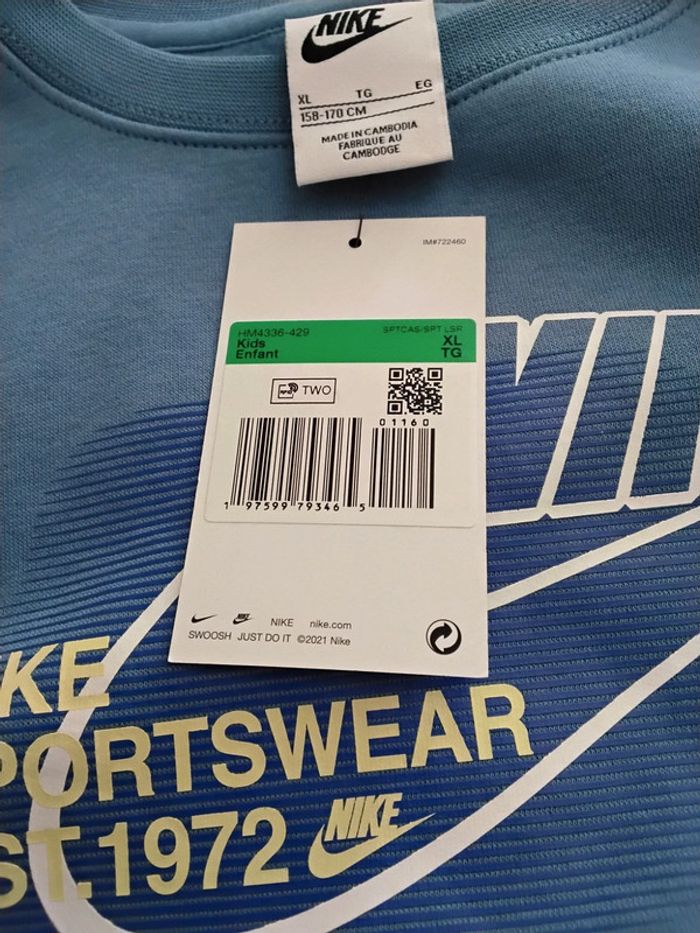 NIKE
XL TG EG
158-170 CM
MADE IN CAMBODIA
FABRIQUE AU
CAMBODGE
IM#722460
HM4336-429 SPTCAS/SPT LSR
Kids XL
Enfant TG
TWO
01160
1 97599 79346 5
NIKE NIKE nike.com
SWOOSH JUST DO IT ©2021 Nike
KE
PORTSWEAR
ST.1972 NIKE